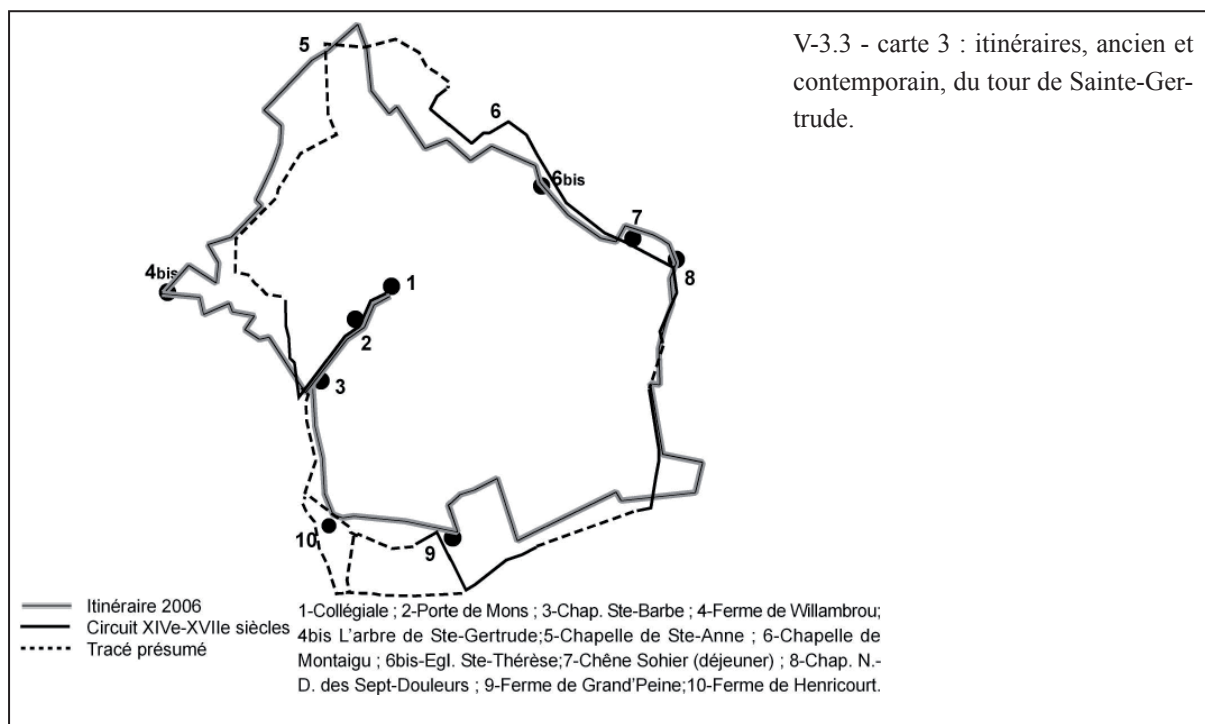 V-3.3 - carte 3 : itinéraires, ancien et
contemporain, du tour de Sainte-Ger-
trude.
5
6
6bis
7
8
4bis
1
2
3
10
9
Itinéraire 2006
Circuit XIVe-XVIIe siècles
Tracé présumé
1-Collégiale ; 2-Porte de Mons ; 3-Chap. Ste-Barbe ; 4-Ferme de Willambrou;
4bis L'arbre de Ste-Gertrude;5-Chapelle de Ste-Anne ; 6-Chapelle de
Montaigu ; 6bis-Egl. Ste-Thérèse;7-Chêne Sohier (déjeuner) ; 8-Chap. N.-
D. des Sept-Douleurs ; 9-Ferme de Grand'Peine;10-Ferme de Henricourt.